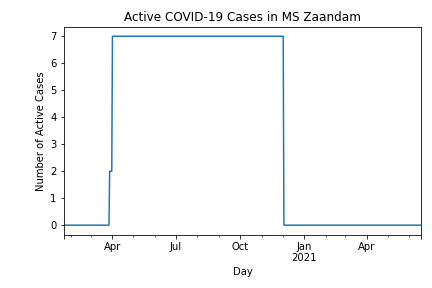 Active COVID-19 Cases in MS Zaandam
Number of Active Cases
7
6
5
4
3
2
1
0
Apr Jul Oct Jan Apr
2021
Day